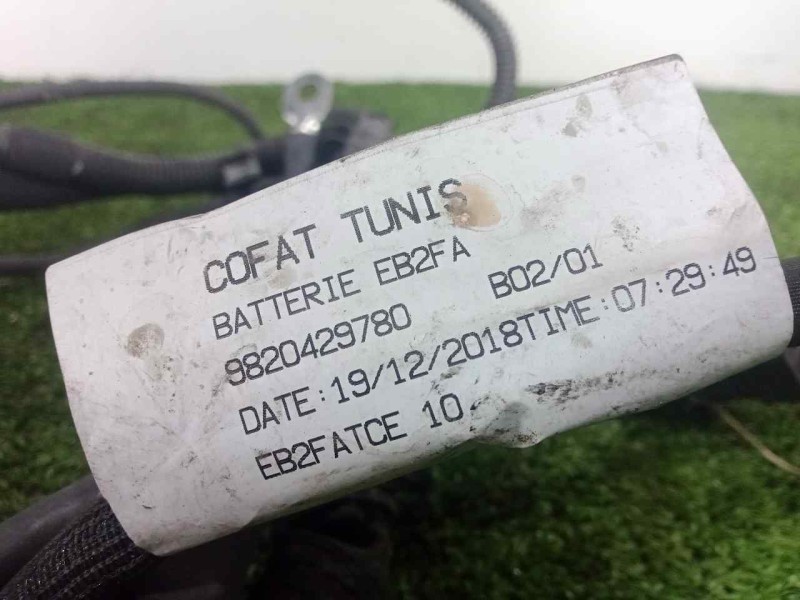 COFAT TUNIS
BATTERIE EB2FA
9820429780 B02/01
DATE:19/12/2018TIME:07:29:49
EB2FATCE 10